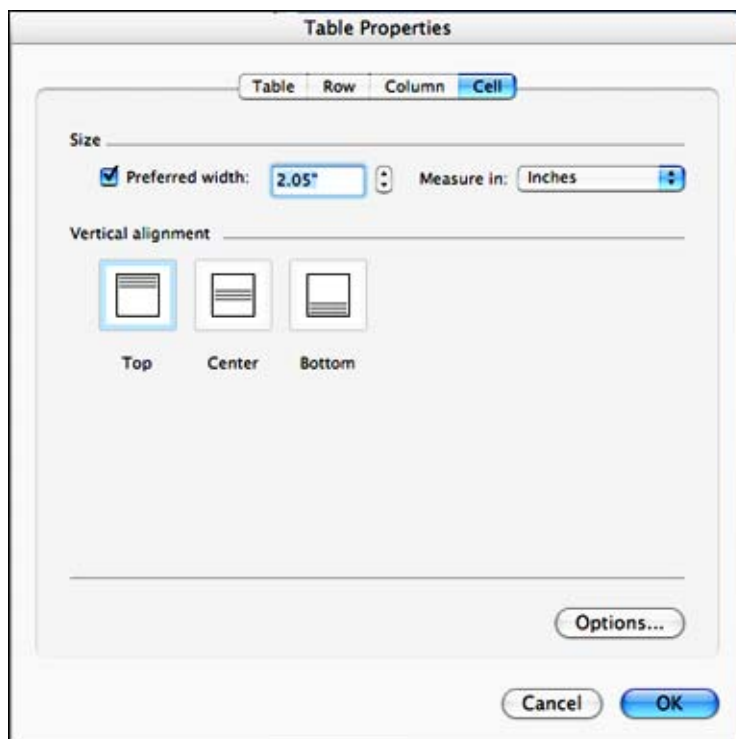 Table Properties
Table Row Column Cell
Size
Preferred width: 2.05" Measure in: Inches
Vertical alignment
Top Center Bottom
Options...
Cancel OK